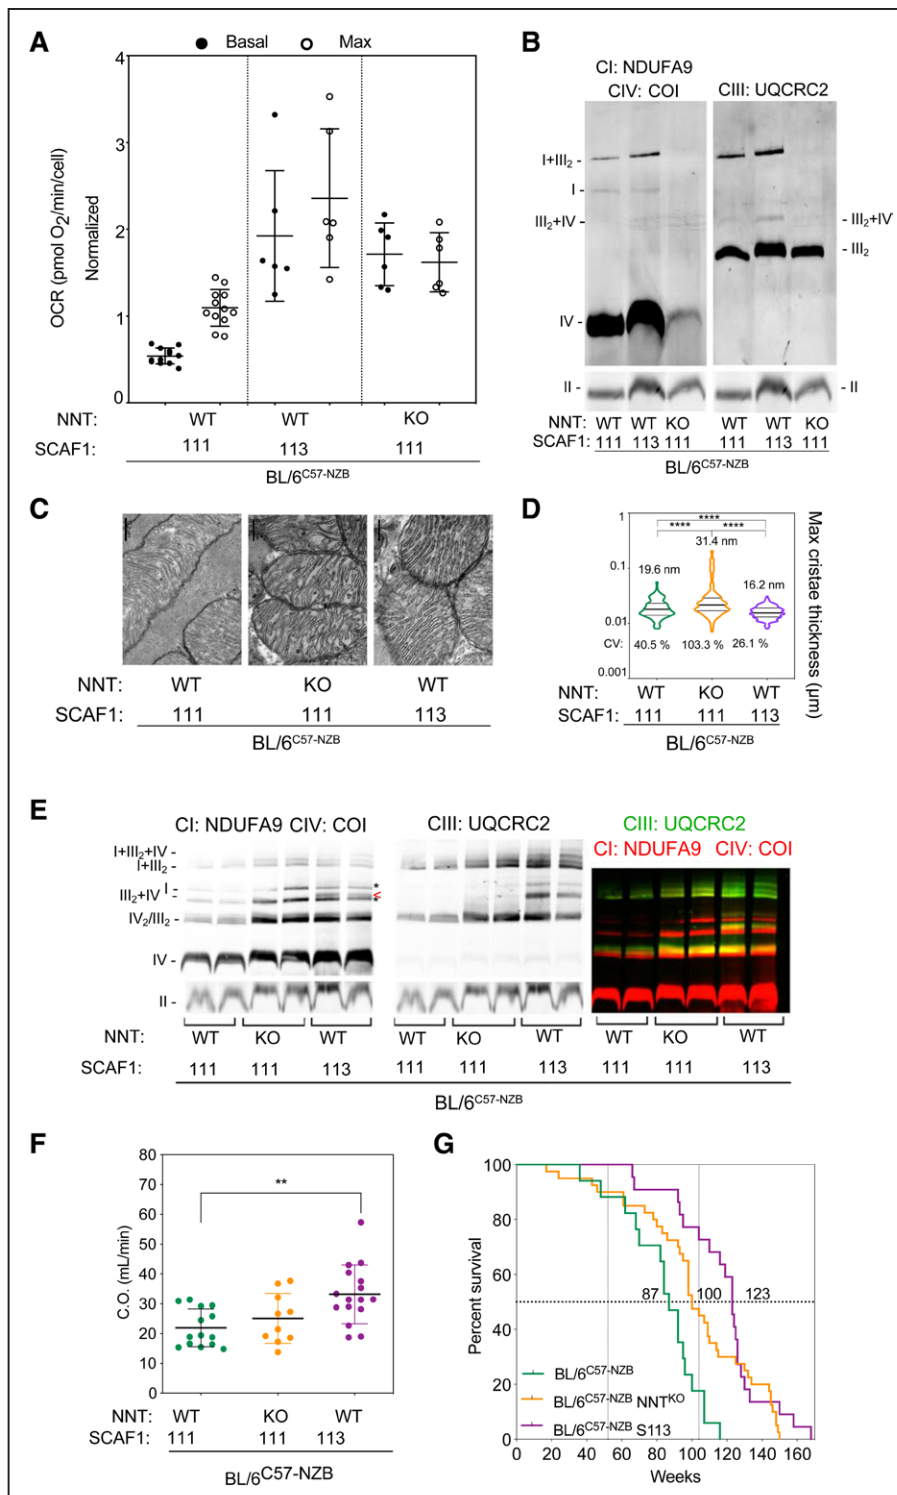 A
● Basal ○ Max
OCR (pmol O2/min/cell)
Normalized
4
3
2
1
0
NNT: WT WT KO
SCAF1: 111 113 111
BL/6C57-NZB
B
CI: NDUFA9
CIV: COI
CIII: UQCRC2
I+III2
I
III2+IV
IV
II
III2+IV
III2
II
NNT: WT WT KO WT WT KO
SCAF1: 111 113 111 111 113 111
BL/6C57-NZB
C
NNT: WT KO WT
SCAF1: 111 111 113
BL/6C57-NZB
D
Max cristae thickness (µm)
1
0.1
0.01
0.001
****
**** ****
31.4 nm
19.6 nm
16.2 nm
CV: 40.5 % 103.3 % 26.1 %
NNT: WT KO WT
SCAF1: 111 111 113
BL/6C57-NZB
E
CI: NDUFA9 CIV: COI
CIII: UQCRC2
CIII: UQCRC2
CI: NDUFA9 CIV: COI
I+III2+IV
I+III2
I
III2+IV
IV2/III2
IV
II
*
<
*
NNT: WT KO WT WT KO WT WT KO WT
SCAF1: 111 111 113 111 111 113 111 111 113
BL/6C57-NZB
F
C.O. (mL/min)
80
70
60
50
40
30
20
10
0
**
NNT: WT KO WT
SCAF1: 111 111 113
BL/6C57-NZB
G
Percent survival
100
80
60
40
20
0
87 100 123
BL/6C57-NZB
BL/6C57-NZB NNTKO
BL/6C57-NZB S113
0 20 40 60 80 100 120 140 160
Weeks